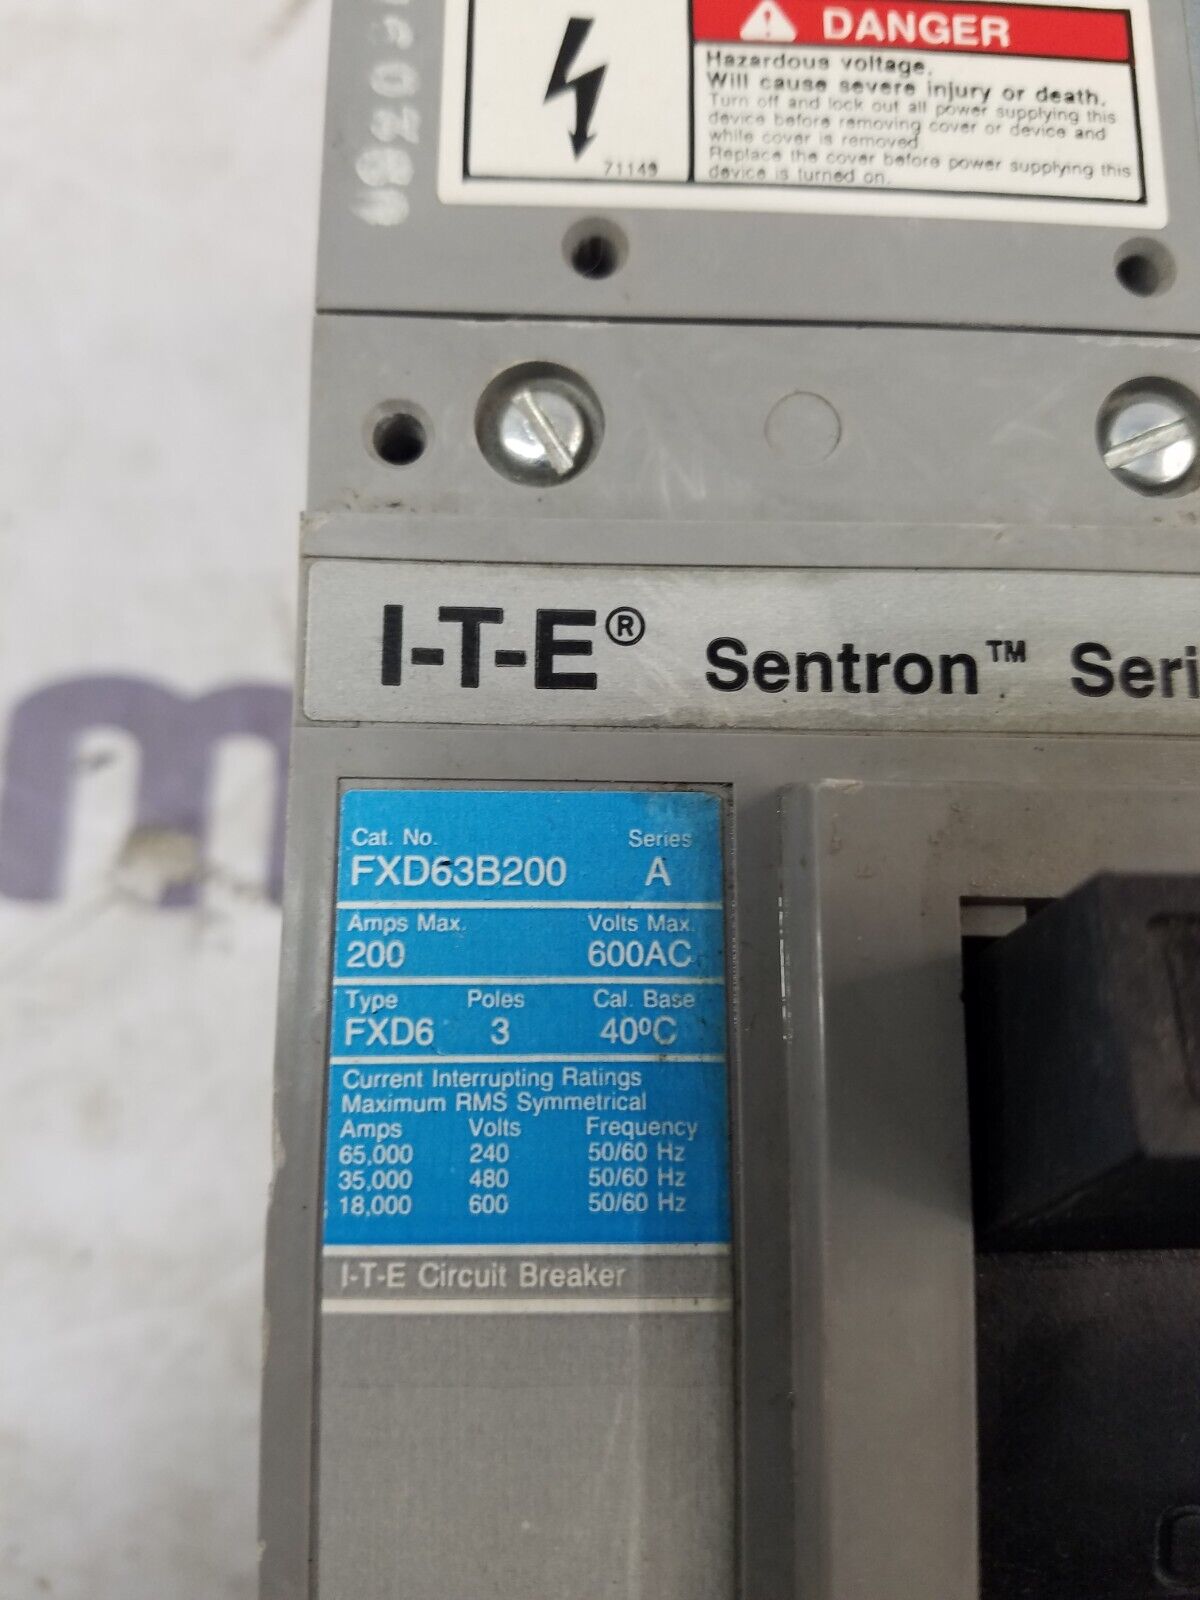 DANGER
Hazardous voltage.
Will cause severe injury or death.
Turn off and lock out all power supplying this
device before removing cover or device and
while cover is removed
Replace the cover before power supplying this
device is turned on.
71149
I-T-E® Sentron™ Seri
Cat. No. Series
FXD63B200 A
Amps Max. Volts Max.
200 600AC
Type Poles Cal. Base
FXD6 3 40ºC
Current Interrupting Ratings
Maximum RMS Symmetrical
Amps Volts Frequency
65,000 240 50/60 Hz
35,000 480 50/60 Hz
18,000 600 50/60 Hz
I-T-E Circuit Breaker
m